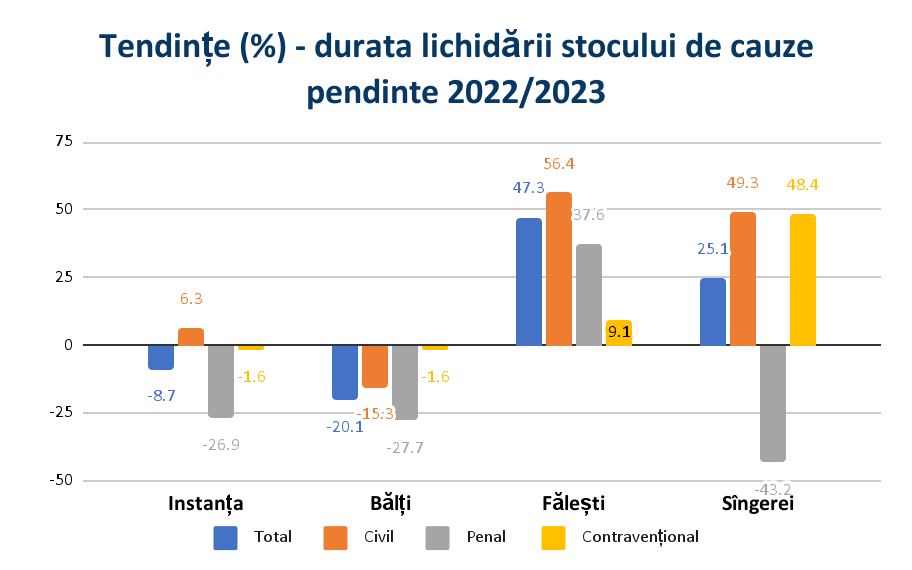 Tendințe (%) - durata lichidării stocului de cauze
pendinte 2022/2023
75
50
25
0
-25
-50
-8.7
6.3
-26.9
-1.6
-20.1
-15.3
-27.7
-1.6
47.3
56.4
37.6
9.1
25.1
49.3
-43.2
48.4
Instanța
Bălți
Fălești
Sîngerei
Total
Civil
Penal
Contravențional